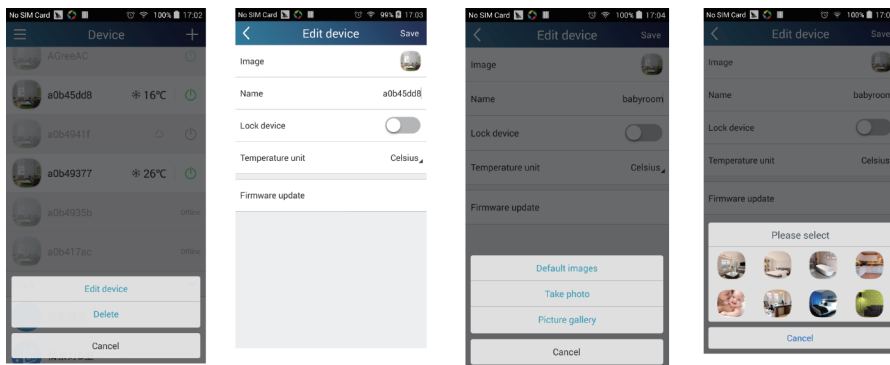 No SIM Card 100% 17:02
Device
AGreeAC
a0b45dd8 16℃
a0b4941f
a0b49377 26℃
a0b4935b offline
a0b417ac offline
Edit device
Delete
Cancel
No SIM Card 99% 17:03
Edit device Save
Image
Name a0b45dd8
Lock device
Temperature unit Celsius
Firmware update
No SIM Card 100% 17:04
Edit device Save
Image
Name babyroom
Lock device
Temperature unit Celsius
Firmware update
Default images
Take photo
Picture gallery
Cancel
No SIM Card 100%
Edit device Save
Image
Name babyroom
Lock device
Temperature unit Celsius
Firmware update
Please select
Cancel